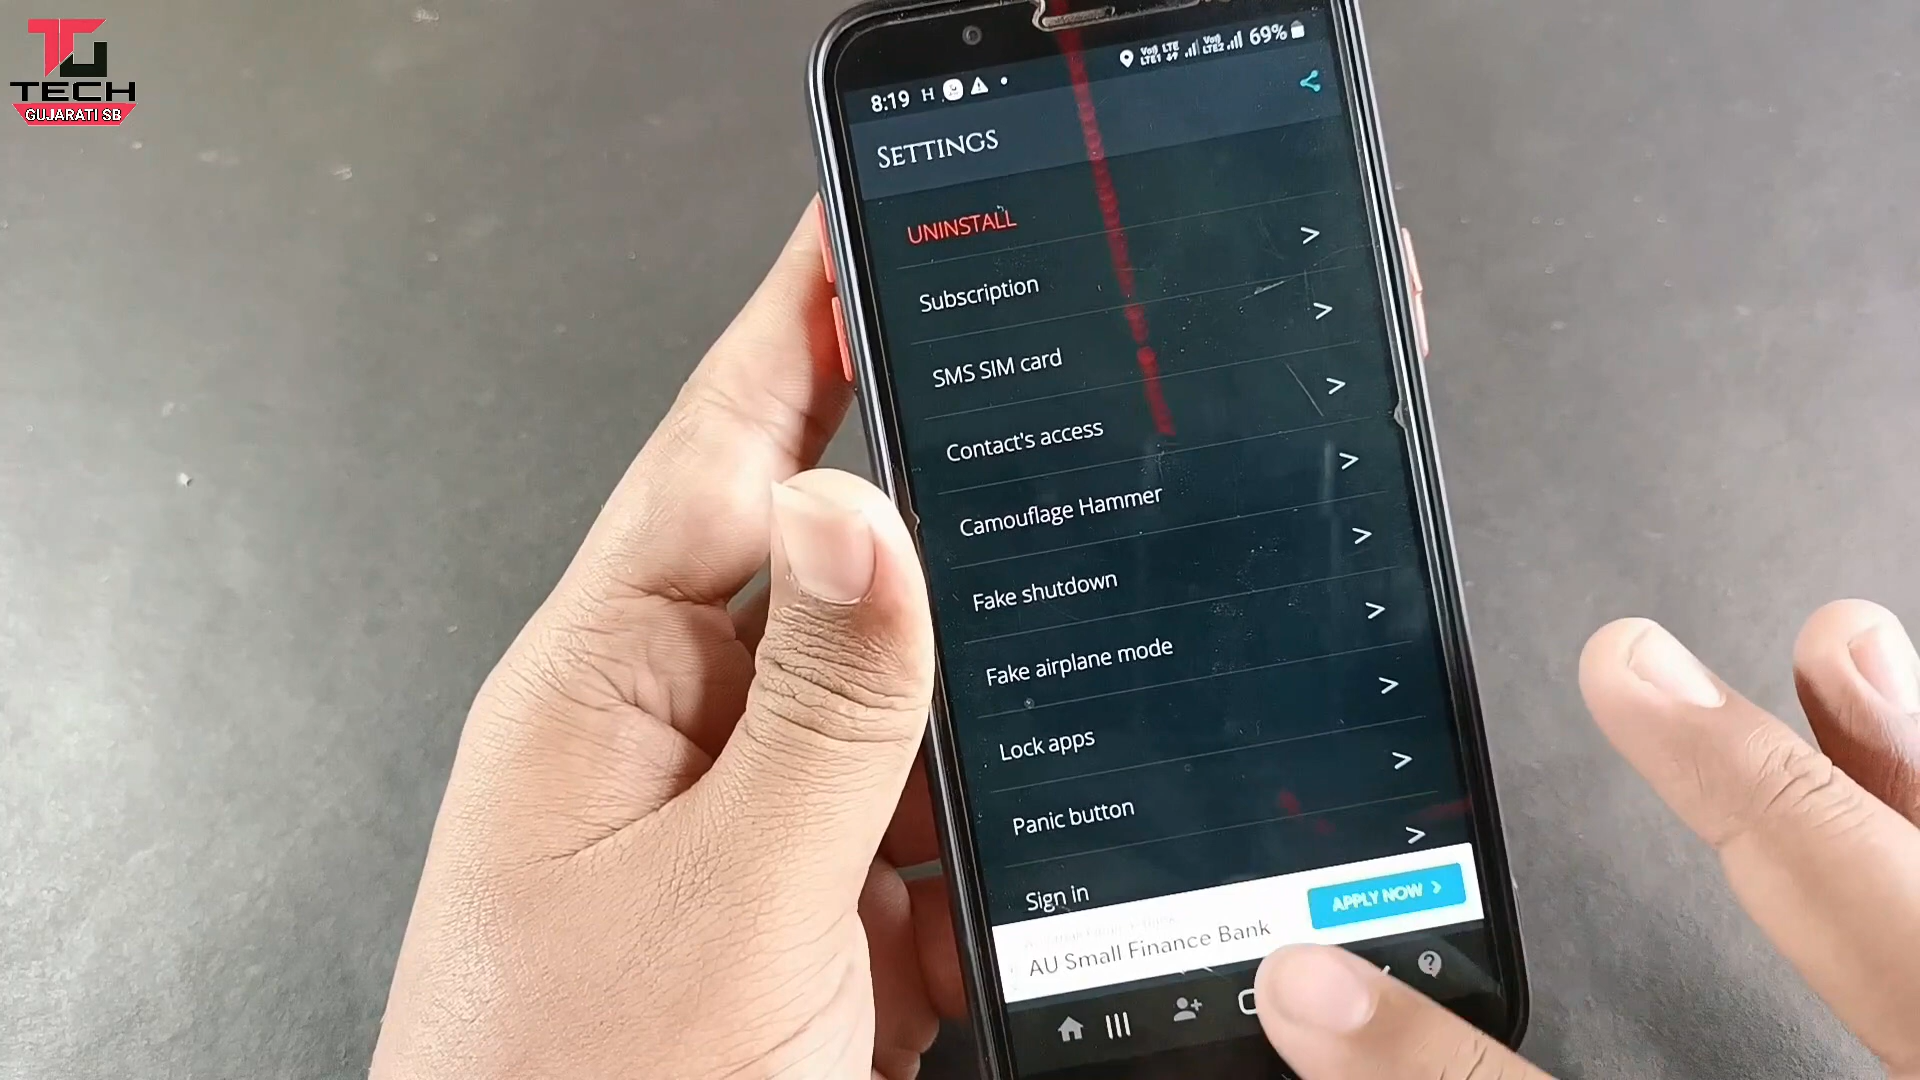 TECH
GUJARATI SB
8:19
69%
SETTINGS
UNINSTALL
Subscription
SMS SIM card
Contact's access
Camouflage Hammer
Fake shutdown
Fake airplane mode
Lock apps
Panic button
Sign in
AU Small Finance Bank
APPLY NOW